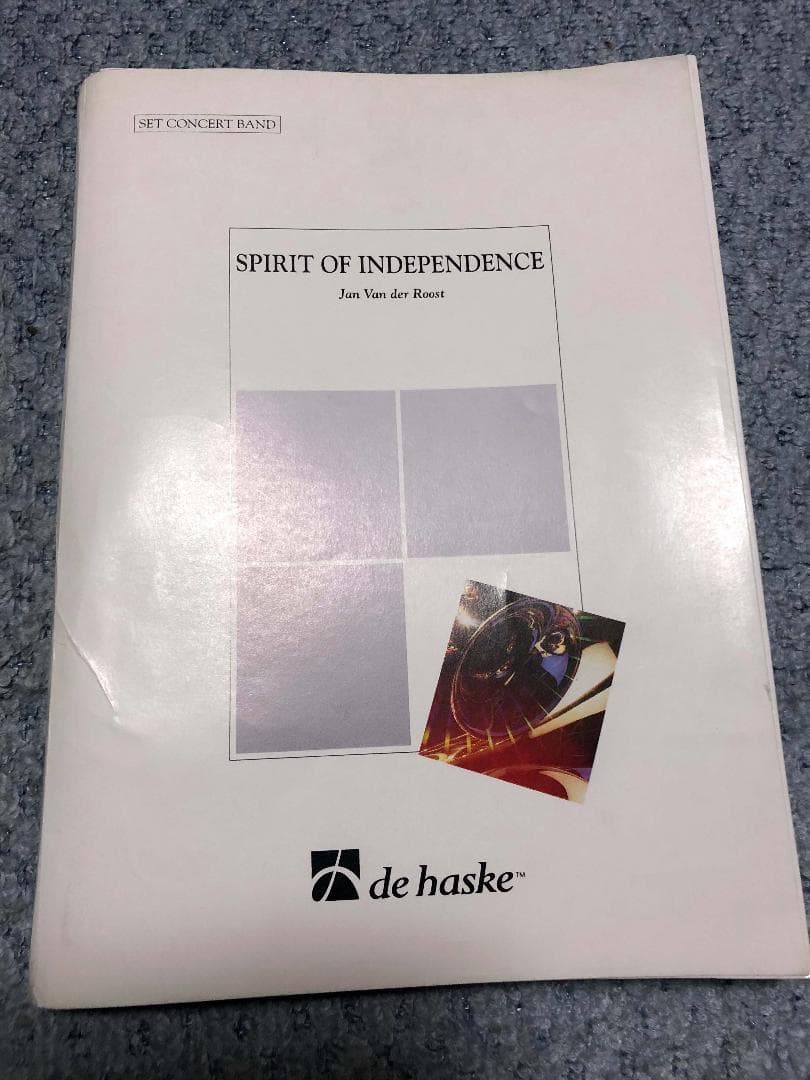 SET CONCERT BAND
SPIRIT OF INDEPENDENCE
Jan Van der Roost
de haske™